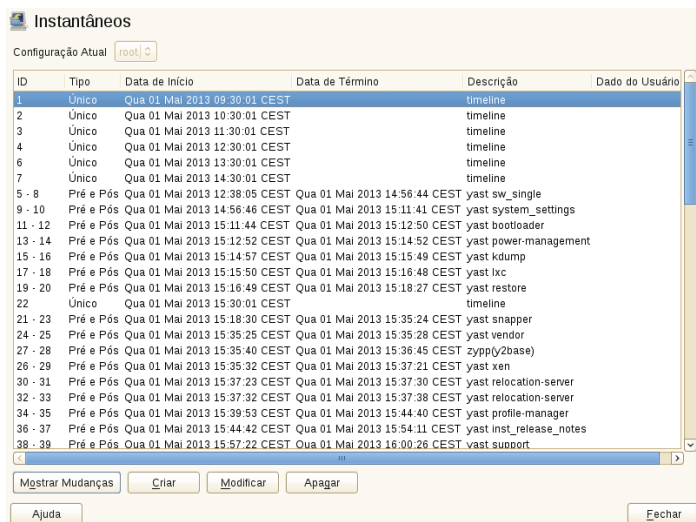 Instantâneos
Configuração Atual root
ID Tipo Data de Início Data de Término Descrição Dado do Usuário
1 Único Qua 01 Mai 2013 09:30:01 CEST timeline
2 Único Qua 01 Mai 2013 10:30:01 CEST timeline
3 Único Qua 01 Mai 2013 11:30:01 CEST timeline
4 Único Qua 01 Mai 2013 12:30:01 CEST timeline
6 Único Qua 01 Mai 2013 13:30:01 CEST timeline
7 Único Qua 01 Mai 2013 14:30:01 CEST timeline
5 - 8 Pré e Pós Qua 01 Mai 2013 12:38:05 CEST Qua 01 Mai 2013 14:56:44 CEST yast sw_single
9 - 10 Pré e Pós Qua 01 Mai 2013 14:56:46 CEST Qua 01 Mai 2013 15:11:41 CEST yast system_settings
11 - 12 Pré e Pós Qua 01 Mai 2013 15:11:44 CEST Qua 01 Mai 2013 15:12:50 CEST yast bootloader
13 - 14 Pré e Pós Qua 01 Mai 2013 15:12:52 CEST Qua 01 Mai 2013 15:14:52 CEST yast power-management
15 - 16 Pré e Pós Qua 01 Mai 2013 15:14:57 CEST Qua 01 Mai 2013 15:15:49 CEST yast kdump
17 - 18 Pré e Pós Qua 01 Mai 2013 15:15:50 CEST Qua 01 Mai 2013 15:16:48 CEST yast lxc
19 - 20 Pré e Pós Qua 01 Mai 2013 15:16:49 CEST Qua 01 Mai 2013 15:18:27 CEST yast restore
22 Único Qua 01 Mai 2013 15:30:01 CEST timeline
21 - 23 Pré e Pós Qua 01 Mai 2013 15:18:30 CEST Qua 01 Mai 2013 15:35:24 CEST yast snapper
24 - 25 Pré e Pós Qua 01 Mai 2013 15:35:25 CEST Qua 01 Mai 2013 15:35:28 CEST yast vendor
27 - 28 Pré e Pós Qua 01 Mai 2013 15:35:40 CEST Qua 01 Mai 2013 15:36:45 CEST zypp(y2base)
26 - 29 Pré e Pós Qua 01 Mai 2013 15:35:32 CEST Qua 01 Mai 2013 15:37:21 CEST yast xen
30 - 31 Pré e Pós Qua 01 Mai 2013 15:37:23 CEST Qua 01 Mai 2013 15:37:30 CEST yast relocation-server
32 - 33 Pré e Pós Qua 01 Mai 2013 15:37:32 CEST Qua 01 Mai 2013 15:37:38 CEST yast relocation-server
34 - 35 Pré e Pós Qua 01 Mai 2013 15:39:53 CEST Qua 01 Mai 2013 15:44:40 CEST yast profile-manager
36 - 37 Pré e Pós Qua 01 Mai 2013 15:44:42 CEST Qua 01 Mai 2013 15:54:11 CEST yast inst_release_notes
38 - 39 Pré e Pós Qua 01 Mai 2013 15:57:22 CEST Qua 01 Mai 2013 16:00:26 CEST yast support
Mostrar Mudanças Criar Modificar Apagar
Ajuda Fechar